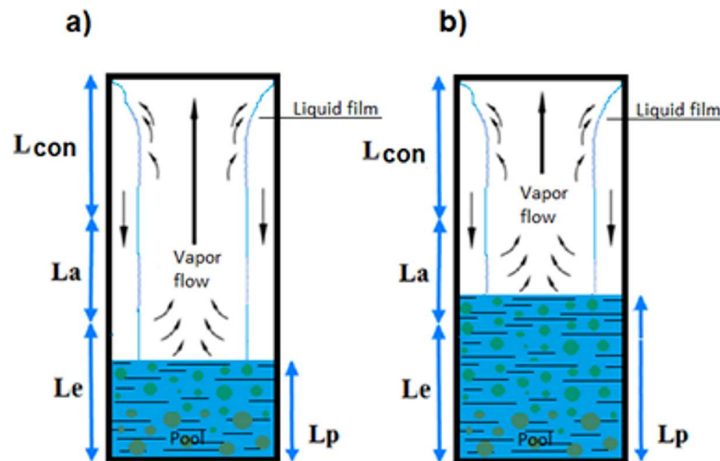 a)
Liquid film
Lcon
Vapor
flow
La
Le
Pool
Lp
b)
Liquid film
Lcon
Vapor
flow
La
Le
Pool
Lp